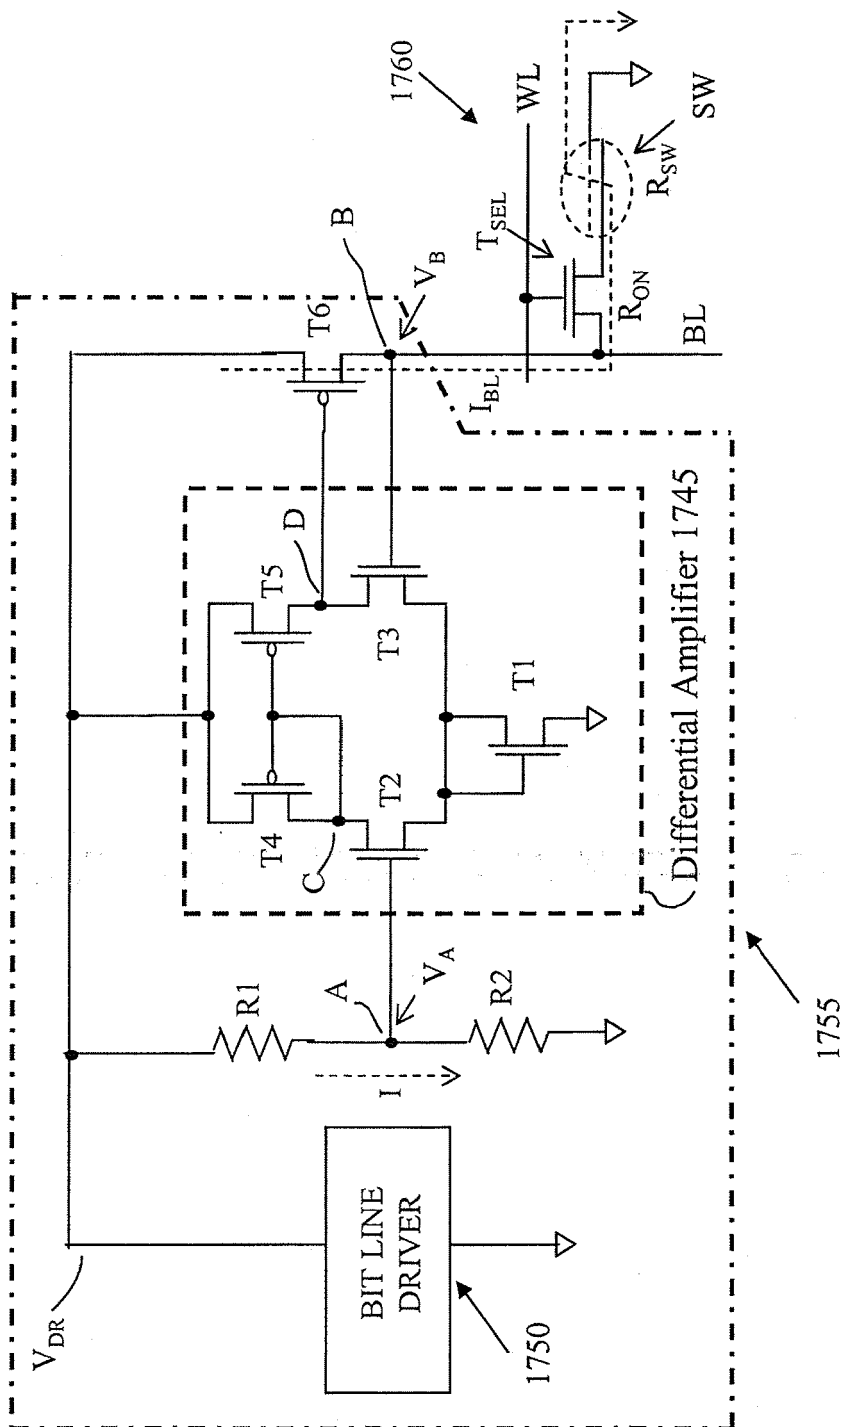 V_DR
BIT LINE
DRIVER
1750
1755
R1
A
V_A
I
R2
Differential Amplifier 1745
T4
C
T2
T5
D
T3
T1
T6
B
V_B
I_BL
1760
WL
T_SEL
R_ON
BL
R_SW
SW